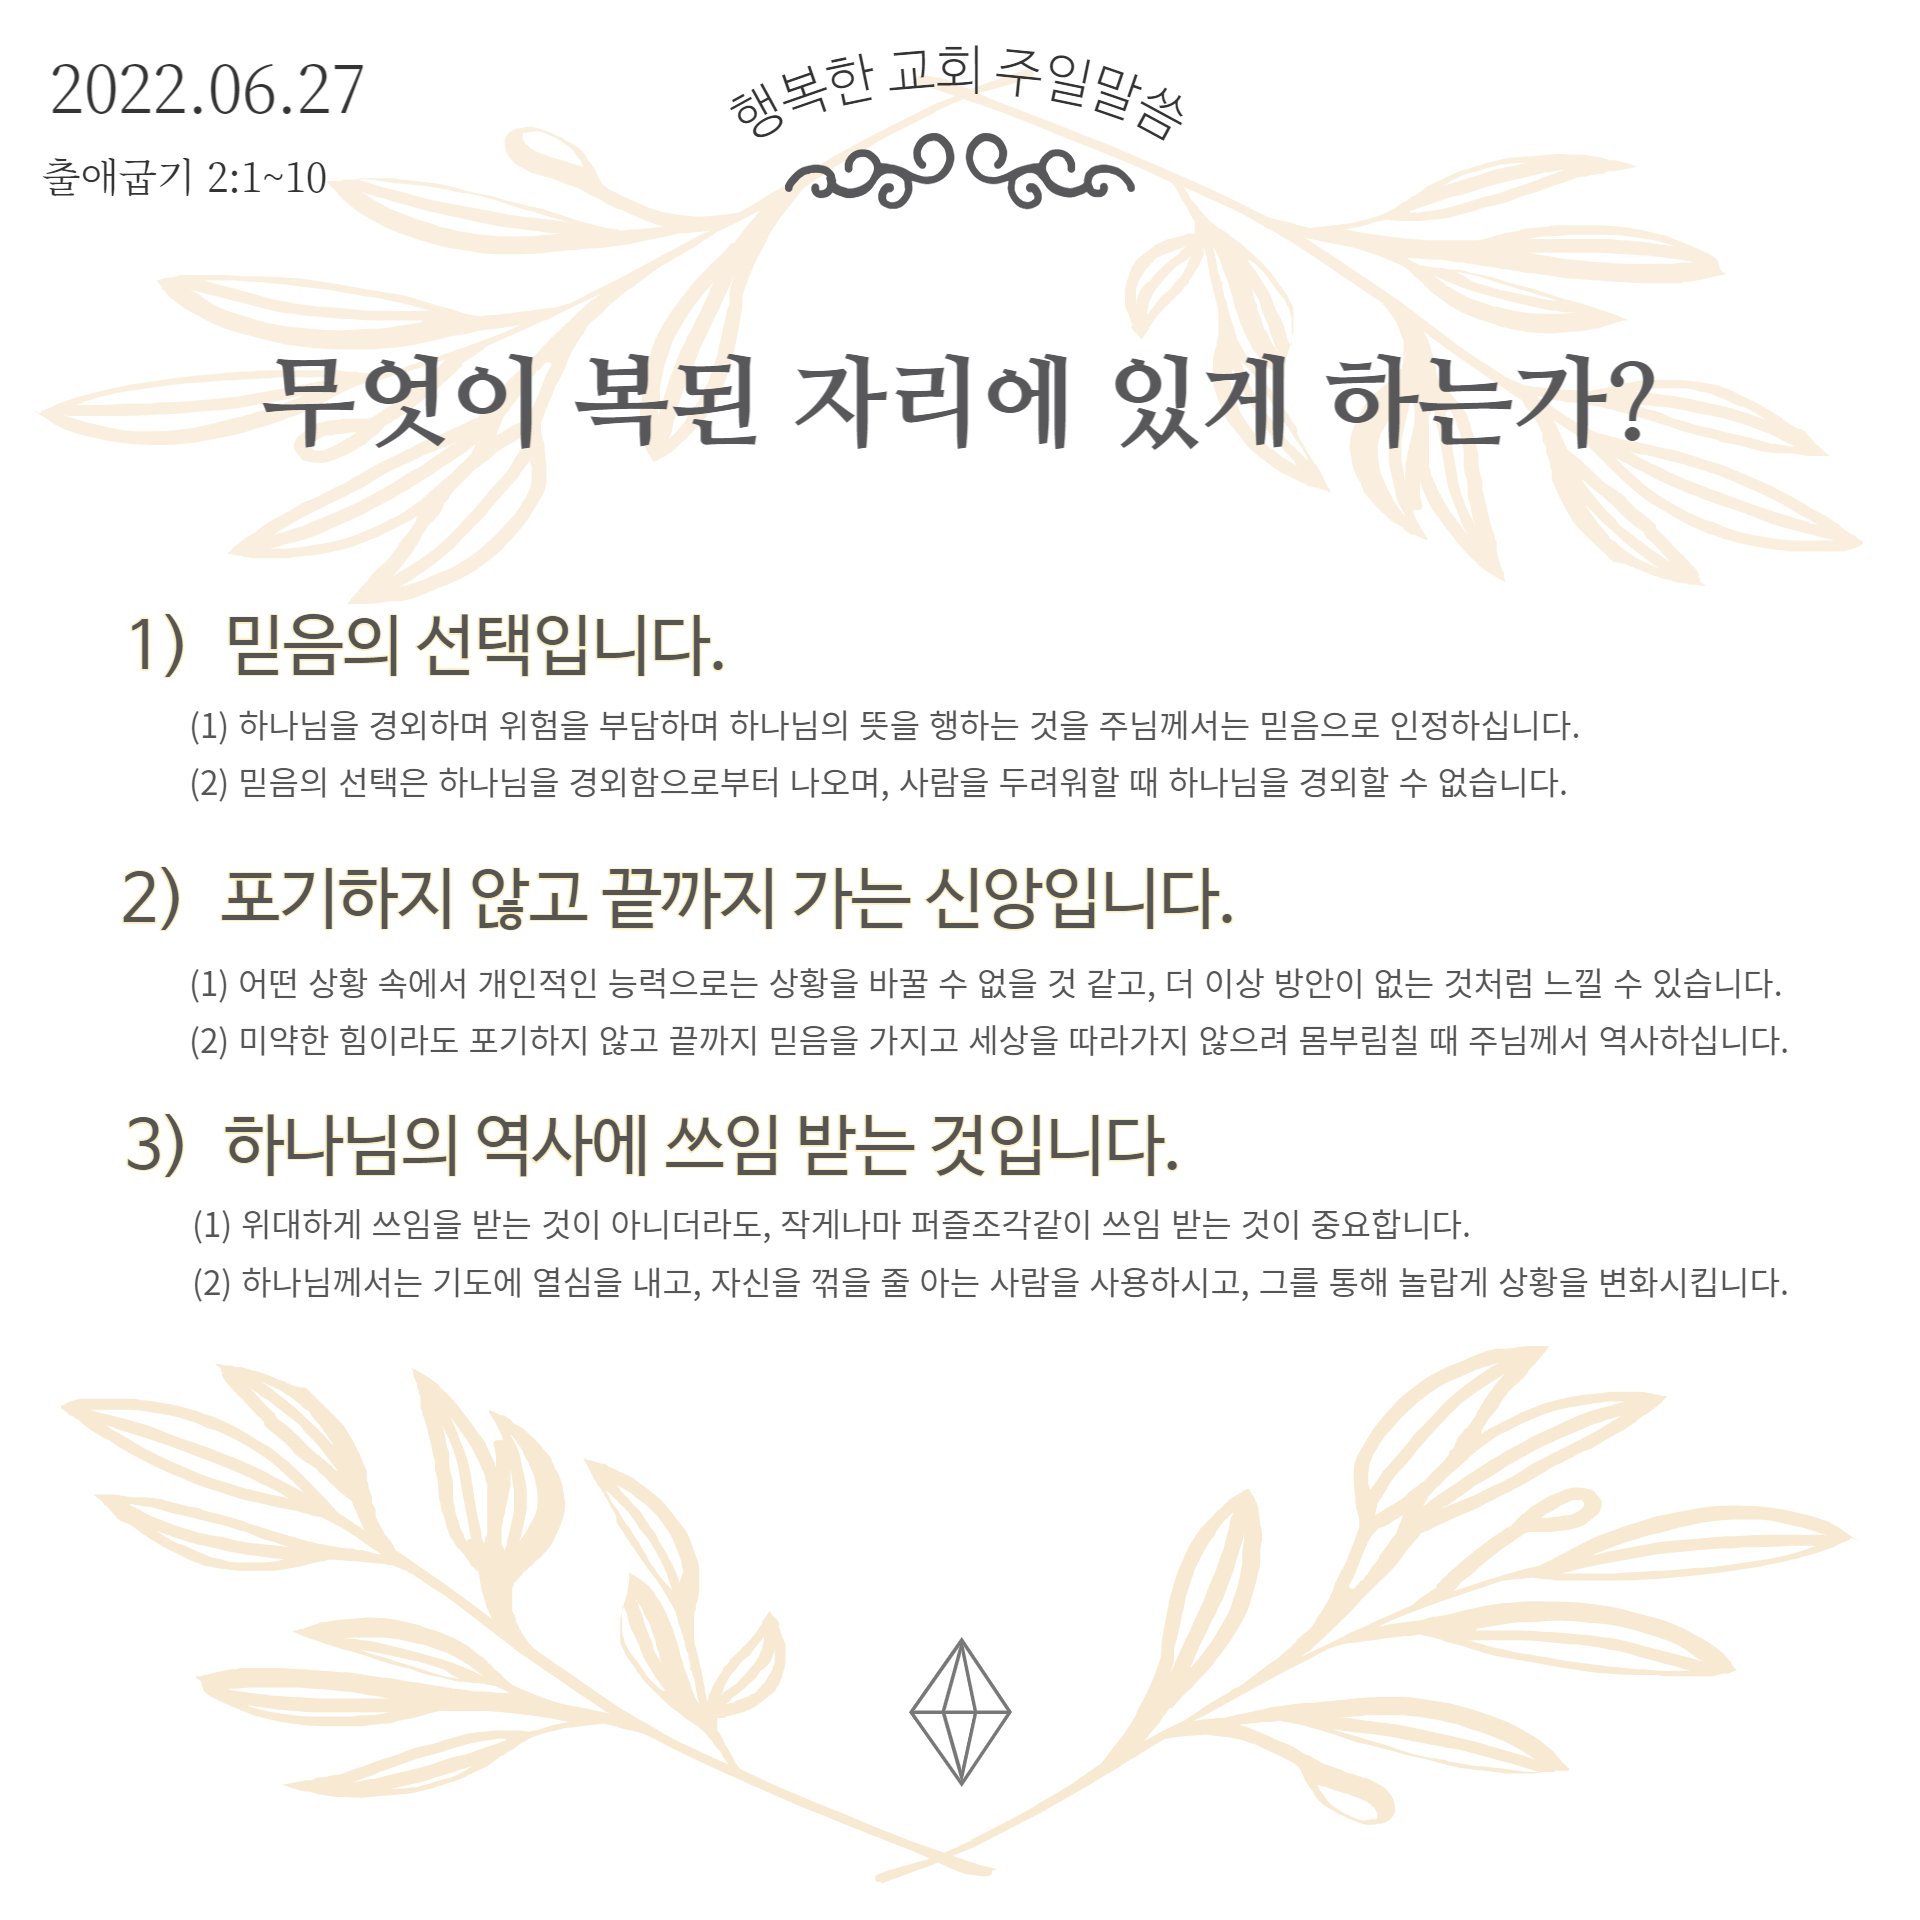 2022.06.27
행복한 교회 주일말씀
출애굽기 2:1~10
무엇이 복된 자리에 있게 하는가?
1) 믿음의 선택입니다.
(1) 하나님을 경외하며 위험을 부담하며 하나님의 뜻을 행하는 것을 주님께서는 믿음으로 인정하십니다.
(2) 믿음의 선택은 하나님을 경외함으로부터 나오며, 사람을 두려워할 때 하나님을 경외할 수 없습니다.
2) 포기하지 않고 끝까지 가는 신앙입니다.
(1) 어떤 상황 속에서 개인적인 능력으로는 상황을 바꿀 수 없을 것 같고, 더 이상 방안이 없는 것처럼 느낄 수 있습니다.
(2) 미약한 힘이라도 포기하지 않고 끝까지 믿음을 가지고 세상을 따라가지 않으려 몸부림칠 때 주님께서 역사하십니다.
3) 하나님의 역사에 쓰임 받는 것입니다.
(1) 위대하게 쓰임을 받는 것이 아니더라도, 작게나마 퍼즐조각같이 쓰임 받는 것이 중요합니다.
(2) 하나님께서는 기도에 열심을 내고, 자신을 꺾을 줄 아는 사람을 사용하시고, 그를 통해 놀랍게 상황을 변화시킵니다.